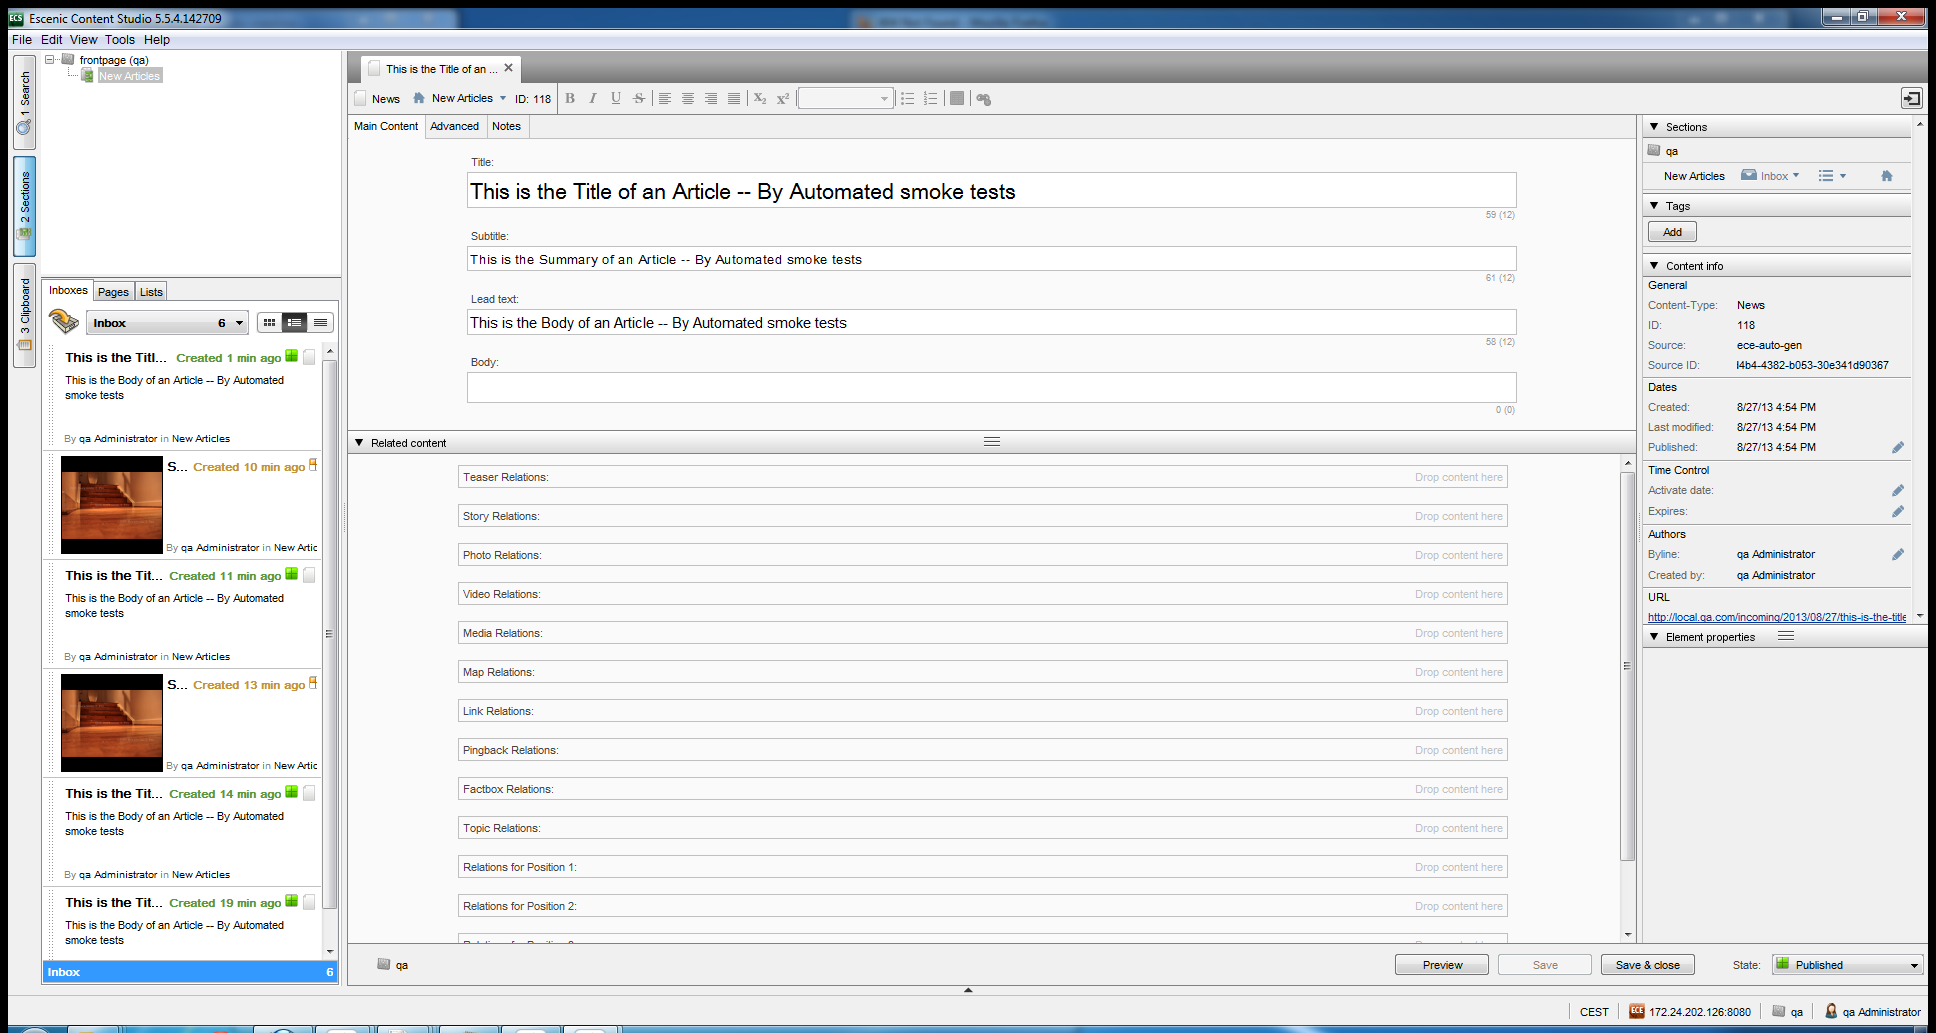 Escenic Content Studio 5.5.4.142709
File Edit View Tools Help
1 Search
2 Sections
3 Clipboard
frontpage (qa)
New Articles
Inboxes Pages Lists
Inbox 6
This is the Titl... Created 1 min ago
This is the Body of an Article -- By Automated
smoke tests
By qa Administrator in New Articles
S... Created 10 min ago
By qa Administrator in New Artic
This is the Tit... Created 11 min ago
This is the Body of an Article -- By Automated
smoke tests
By qa Administrator in New Articles
S... Created 13 min ago
By qa Administrator in New Artic
This is the Tit... Created 14 min ago
This is the Body of an Article -- By Automated
smoke tests
By qa Administrator in New Articles
This is the Tit... Created 19 min ago
This is the Body of an Article -- By Automated
smoke tests
Inbox 6
This is the Title of an ...
News New Articles ID: 118 B I U S X2 X2
Main Content Advanced Notes
Title:
This is the Title of an Article -- By Automated smoke tests
59 (12)
Subtitle:
This is the Summary of an Article -- By Automated smoke tests
61 (12)
Lead text:
This is the Body of an Article -- By Automated smoke tests
58 (12)
Body:
0 (0)
Related content
Teaser Relations: Drop content here
Story Relations: Drop content here
Photo Relations: Drop content here
Video Relations: Drop content here
Media Relations: Drop content here
Map Relations: Drop content here
Link Relations: Drop content here
Pingback Relations: Drop content here
Factbox Relations: Drop content here
Topic Relations: Drop content here
Relations for Position 1: Drop content here
Relations for Position 2: Drop content here
qa
Preview Save Save & close State: Published
Sections
qa
New Articles Inbox
Tags
Add
Content info
General
Content-Type: News
ID: 118
Source: ece-auto-gen
Source ID: l4b4-4382-b053-30e341d90367
Dates
Created: 8/27/13 4:54 PM
Last modified: 8/27/13 4:54 PM
Published: 8/27/13 4:54 PM
Time Control
Activate date:
Expires:
Authors
Byline: qa Administrator
Created by: qa Administrator
URL
http://local.qa.com/incoming/2013/08/27/this-is-the-title
Element properties
CEST ECE 172.24.202.126:8080 qa qa Administrator